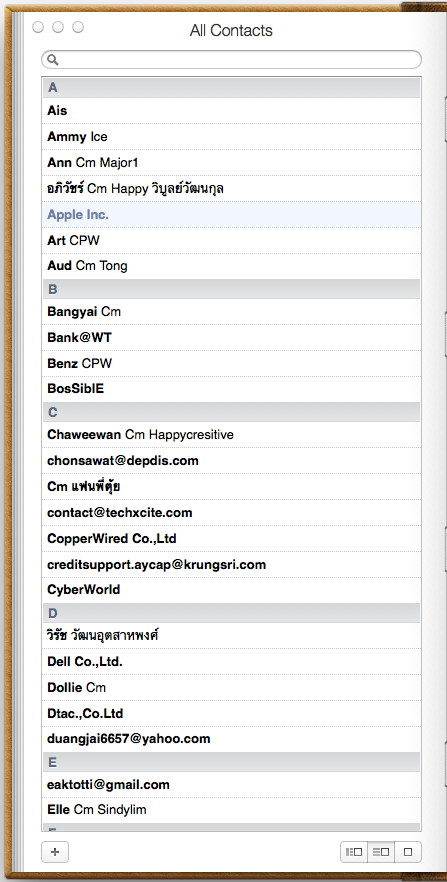 All Contacts
A
Ais
Ammy Ice
Ann Cm Major1
อภิวัชร์ Cm Happy วิบูลย์วัฒนกุล
Apple Inc.
Art CPW
Aud Cm Tong
B
Bangyai Cm
Bank@WT
Benz CPW
BosSiblE
C
Chaweewan Cm Happycresitive
chonsawat@depdis.com
Cm แฟนพี่ตุ้ย
contact@techxcite.com
CopperWired Co.,Ltd
creditsupport.aycap@krungsri.com
CyberWorld
D
วิรัช วัฒนอุตสาหพงศ์
Dell Co.,Ltd.
Dollie Cm
Dtac.,Co.Ltd
duangjai6657@yahoo.com
E
eaktotti@gmail.com
Elle Cm Sindylim